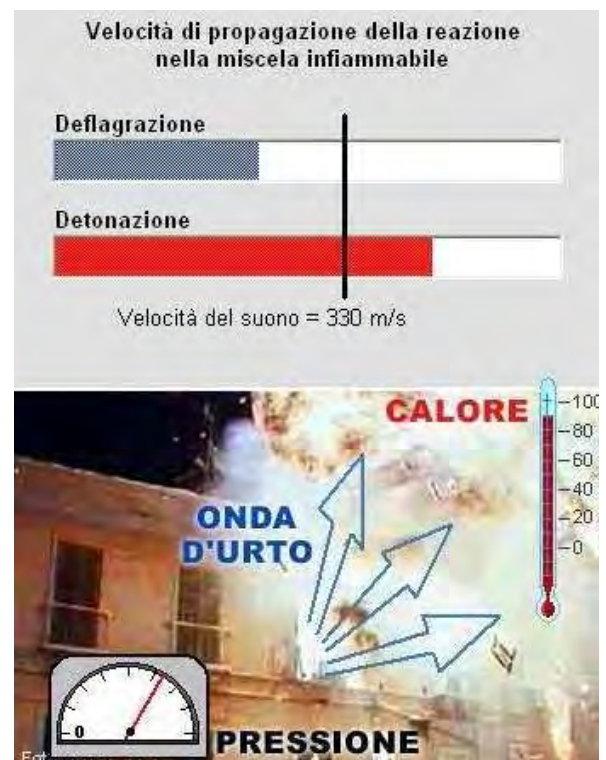 Velocità di propagazione della reazione
nella miscela infiammabile
Deflagrazione
Detonazione
Velocità del suono = 330 m/s
CALORE
+
100
80
60
40
20
0
ONDA
D'URTO
0
PRESSIONE